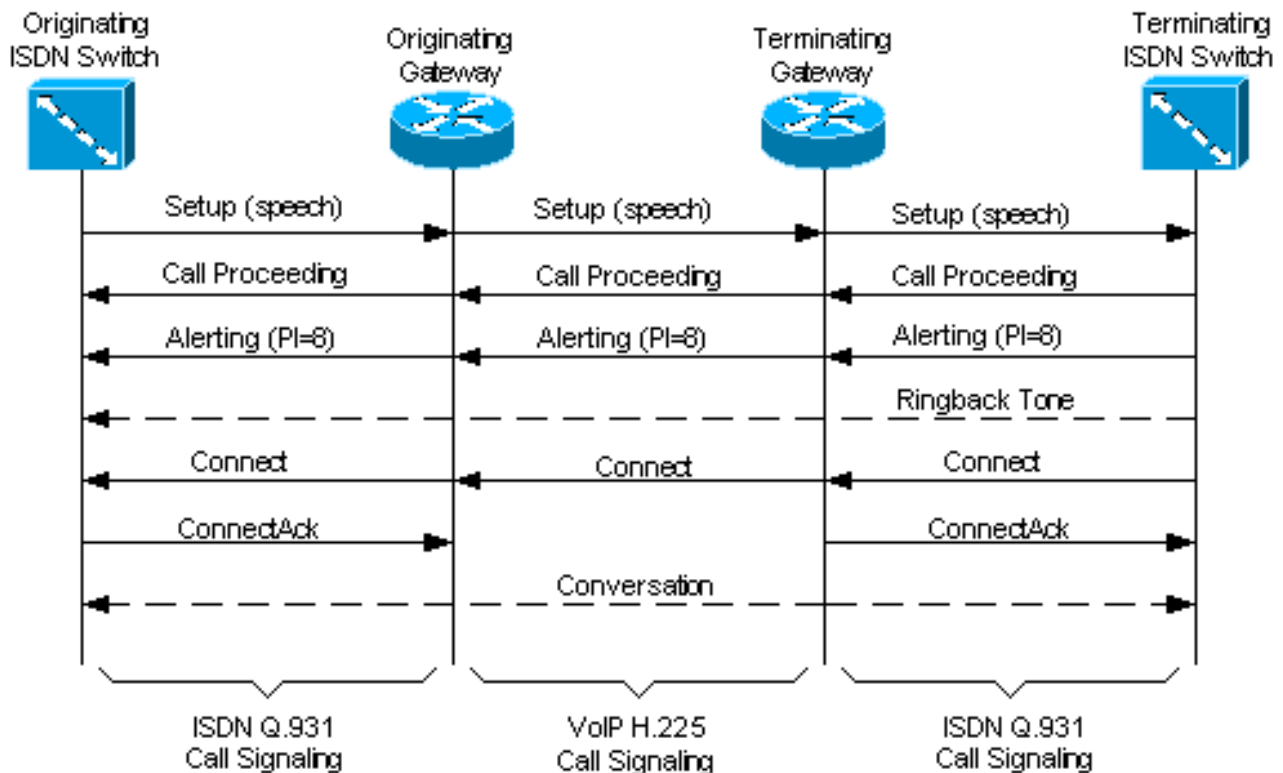 Originating
ISDN Switch
Originating
Gateway
Terminating
Gateway
Terminating
ISDN Switch
Setup (speech)
Setup (speech)
Setup (speech)
Call Proceeding
Call Proceeding
Call Proceeding
Alerting (PI=8)
Alerting (PI=8)
Alerting (PI=8)
Ringback Tone
Connect
Connect
Connect
ConnectAck
ConnectAck
Conversation
ISDN Q.931
Call Signaling
VoIP H.225
Call Signaling
ISDN Q.931
Call Signaling